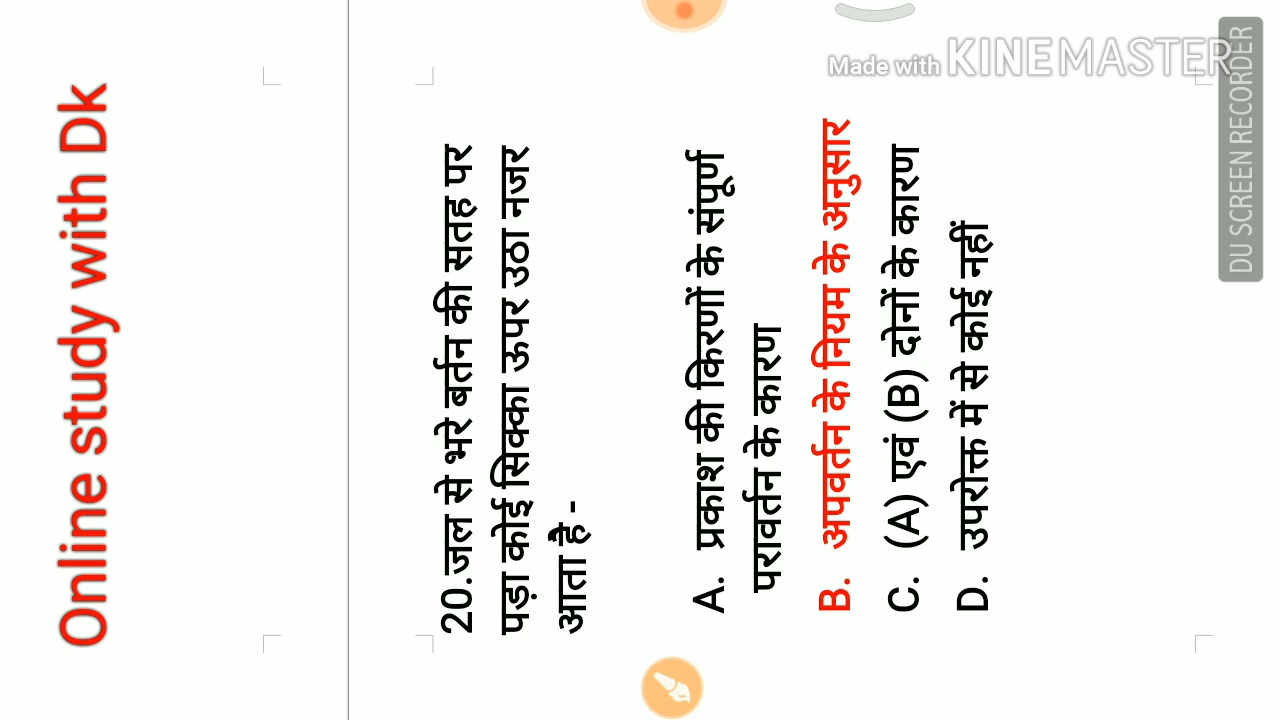 Online study with Dk
20.जल से भरे बर्तन की सतह पर
पड़ा कोई सिक्का ऊपर उठा नजर
आता है -
A. प्रकाश की किरणों के संपूर्ण
परावर्तन के कारण
B. अपवर्तन के नियम के अनुसार
C. (A) एवं (B) दोनों के कारण
D. उपरोक्त में से कोई नहीं
Made with KINEMASTER
DU SCREEN RECORDER